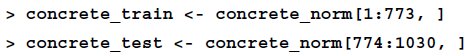 > concrete_train <- concrete_norm[1:773, ]
> concrete_test <- concrete_norm[774:1030, ]